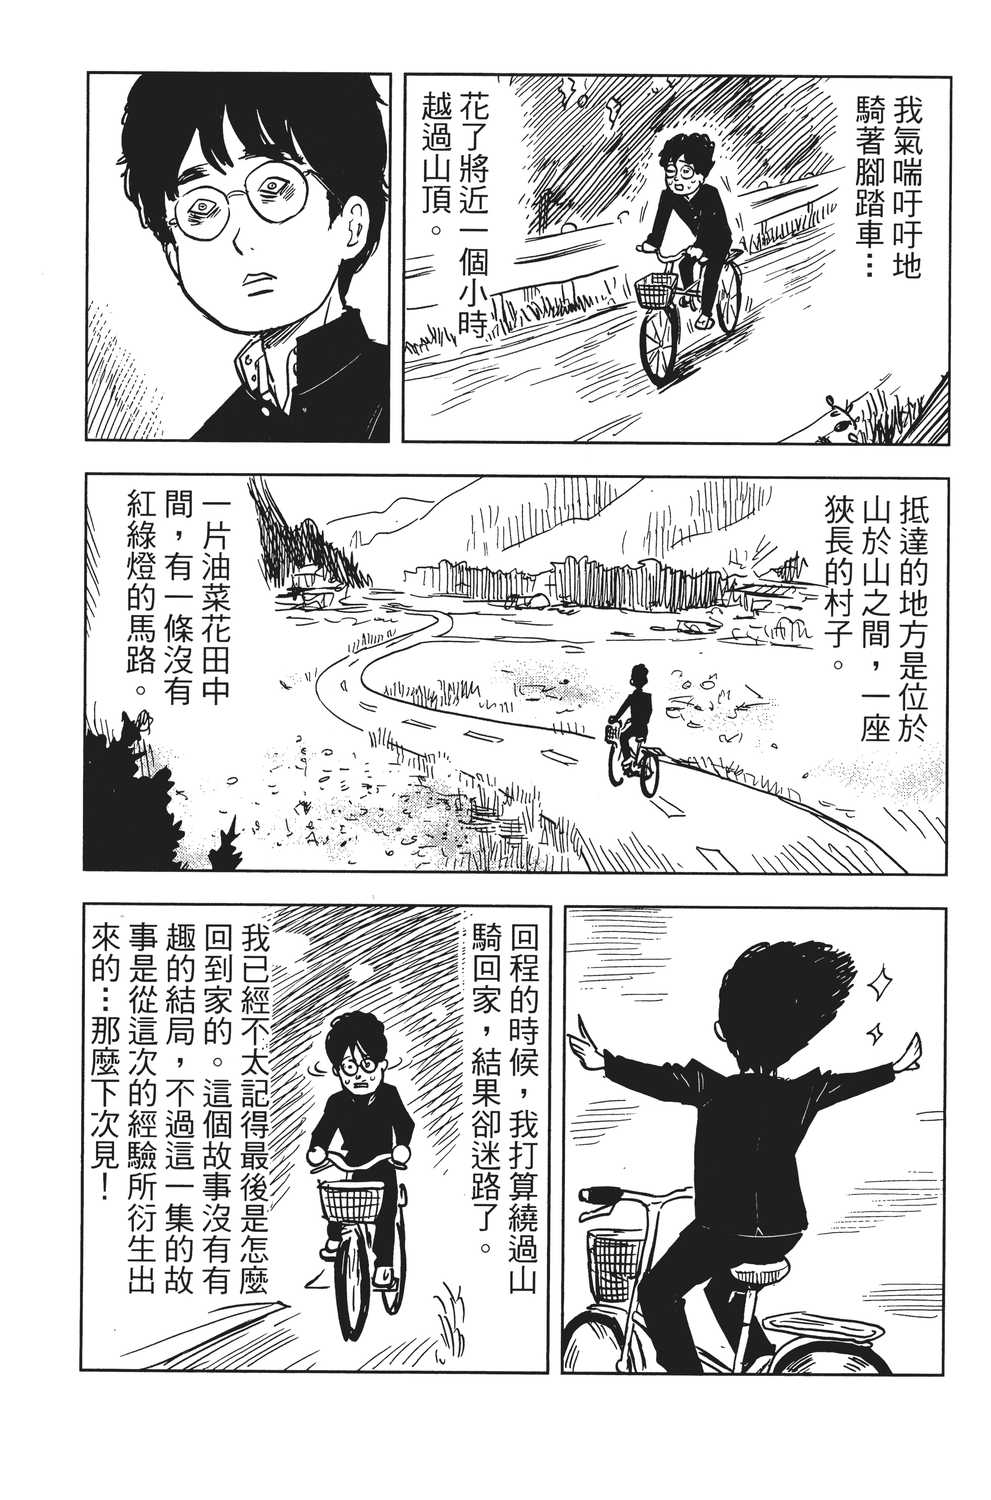 我氣喘吁吁地
騎著腳踏車…
花了將近一個小時
越過山頂。
抵達的地方是位於
山於山之間，一座
狹長的村子。
一片油菜花田中
間，有一條沒有
紅綠燈的馬路。
回程的時候，我打算繞過山
騎回家，結果卻迷路了。
我已經不太記得最後是怎麼
回到家的。這個故事沒有有
趣的結局，不過這一集的故
事是從這次的經驗所衍生出
來的…那麼下次見！